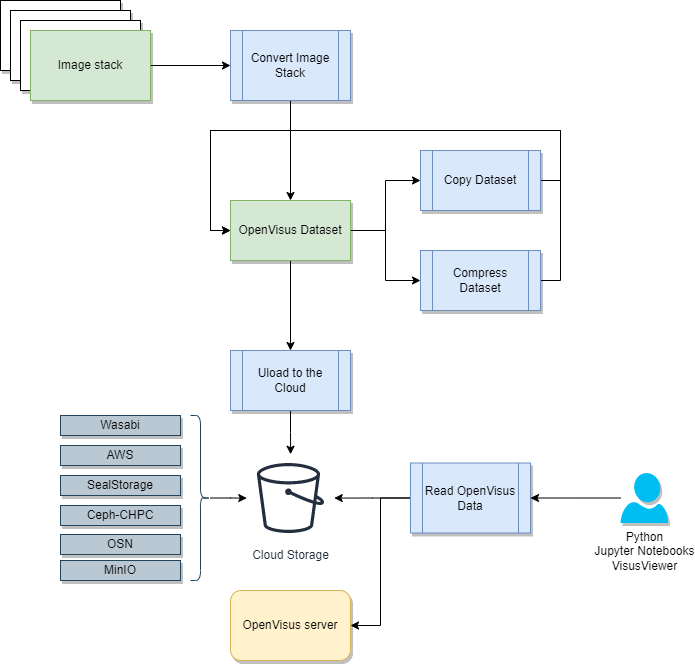 Image stack
Convert Image
Stack
Copy Dataset
OpenVisus Dataset
Compress
Dataset
Uload to the
Cloud
Wasabi
AWS
SealStorage
Ceph-CHPC
OSN
MinIO
Cloud Storage
Read OpenVisus
Data
Python
Jupyter Notebooks
VisusViewer
OpenVisus server